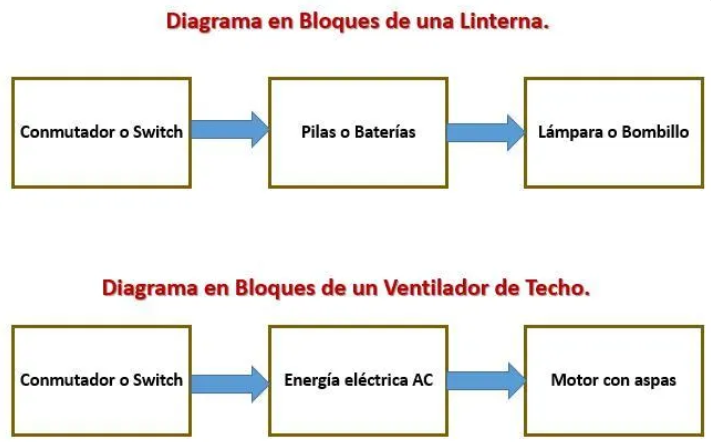 Diagrama en Bloques de una Linterna.
Conmutador o Switch
Pilas o Baterías
Lámpara o Bombillo
Diagrama en Bloques de un Ventilador de Techo.
Conmutador o Switch
Energía eléctrica AC
Motor con aspas